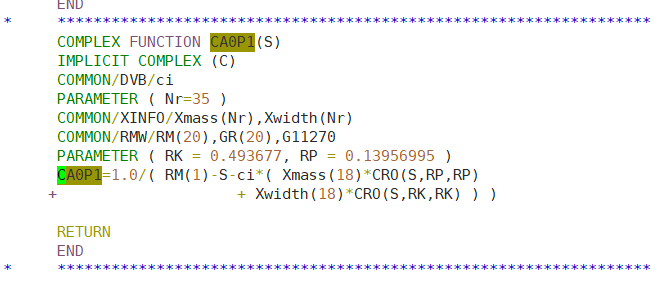 END
* ******************************************************************
COMPLEX FUNCTION CA0P1(S)
IMPLICIT COMPLEX (C)
COMMON/DVB/ci
PARAMETER ( Nr=35 )
COMMON/XINFO/Xmass(Nr),Xwidth(Nr)
COMMON/RMW/RM(20),GR(20),G11270
PARAMETER ( RK = 0.493677, RP = 0.13956995 )
CA0P1=1.0/( RM(1)-S-ci*( Xmass(18)*CRO(S,RP,RP)
+ + Xwidth(18)*CRO(S,RK,RK) ) )
RETURN
END
* ******************************************************************